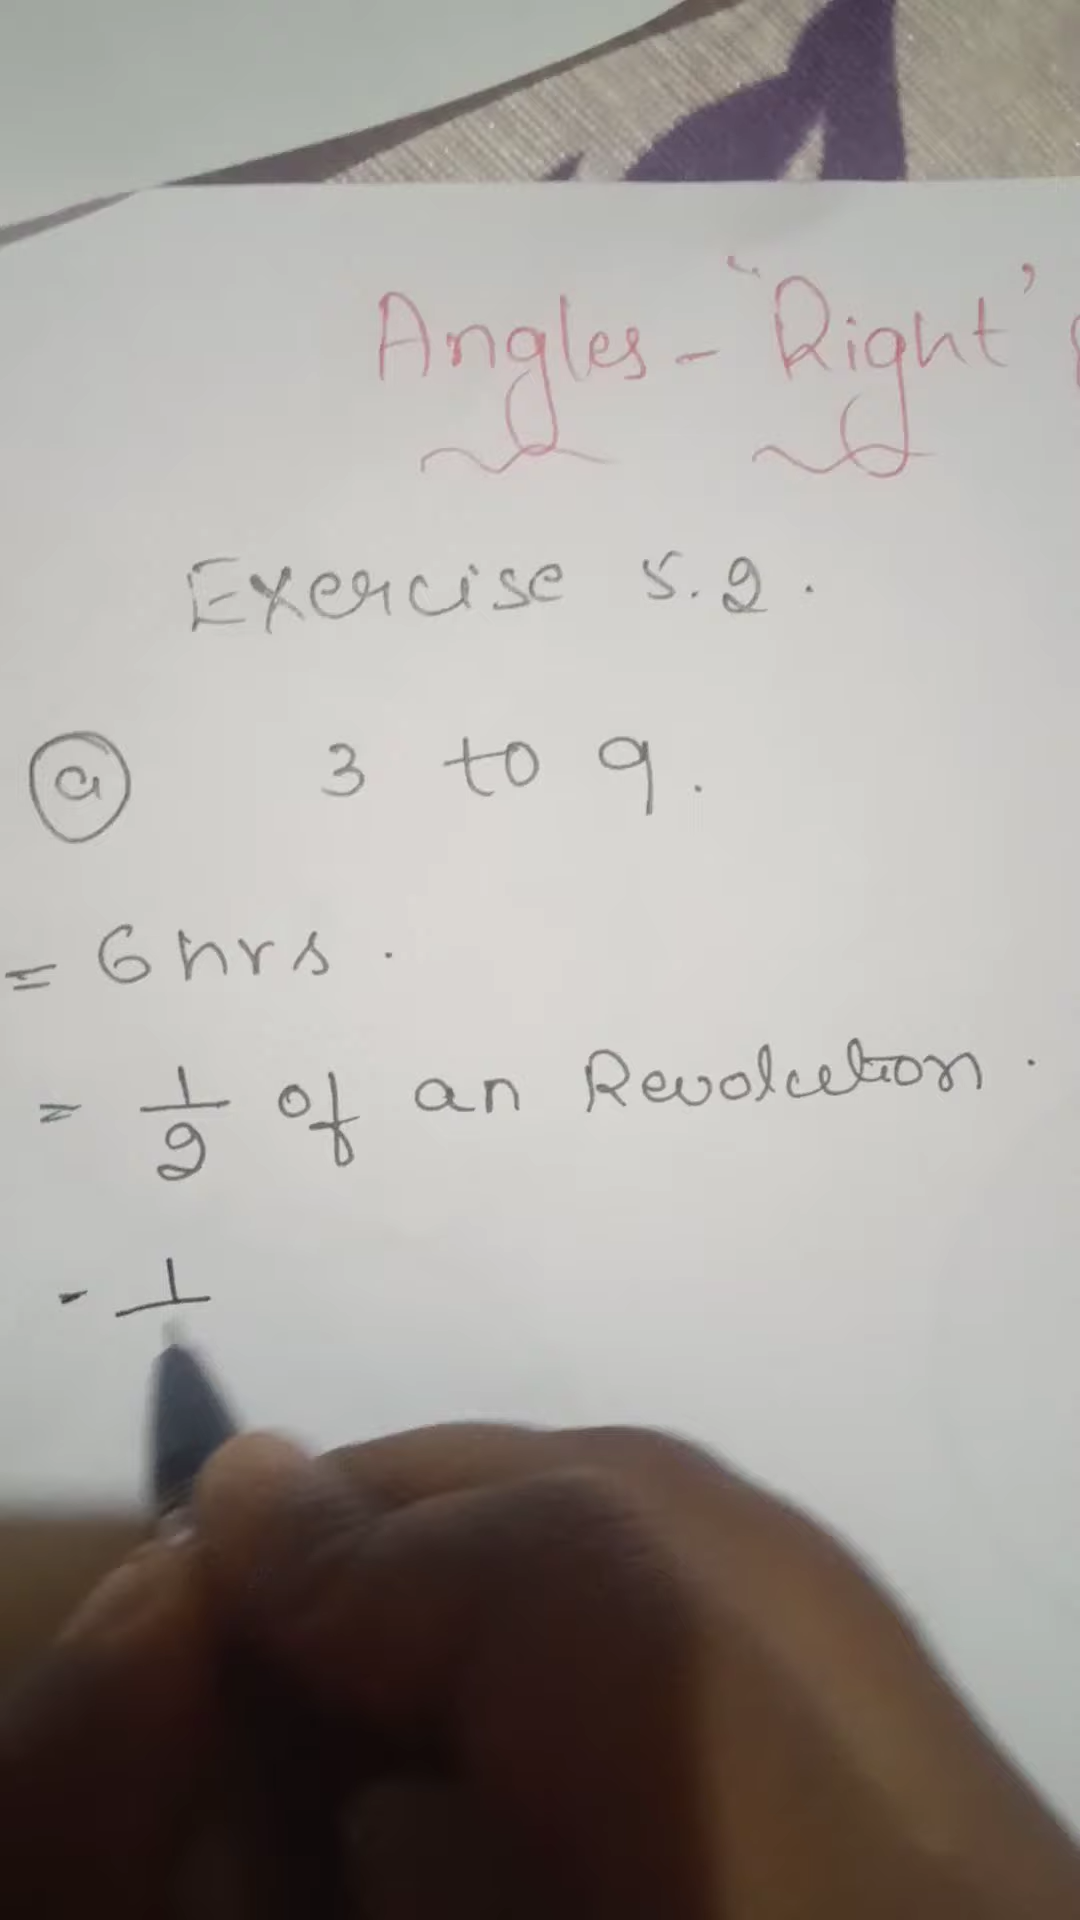 Angles - "Right'
Exercise 5.2.
(a) 3 to 9.
= 6 hrs.
= 1/2 of an Revolution.
- 1/